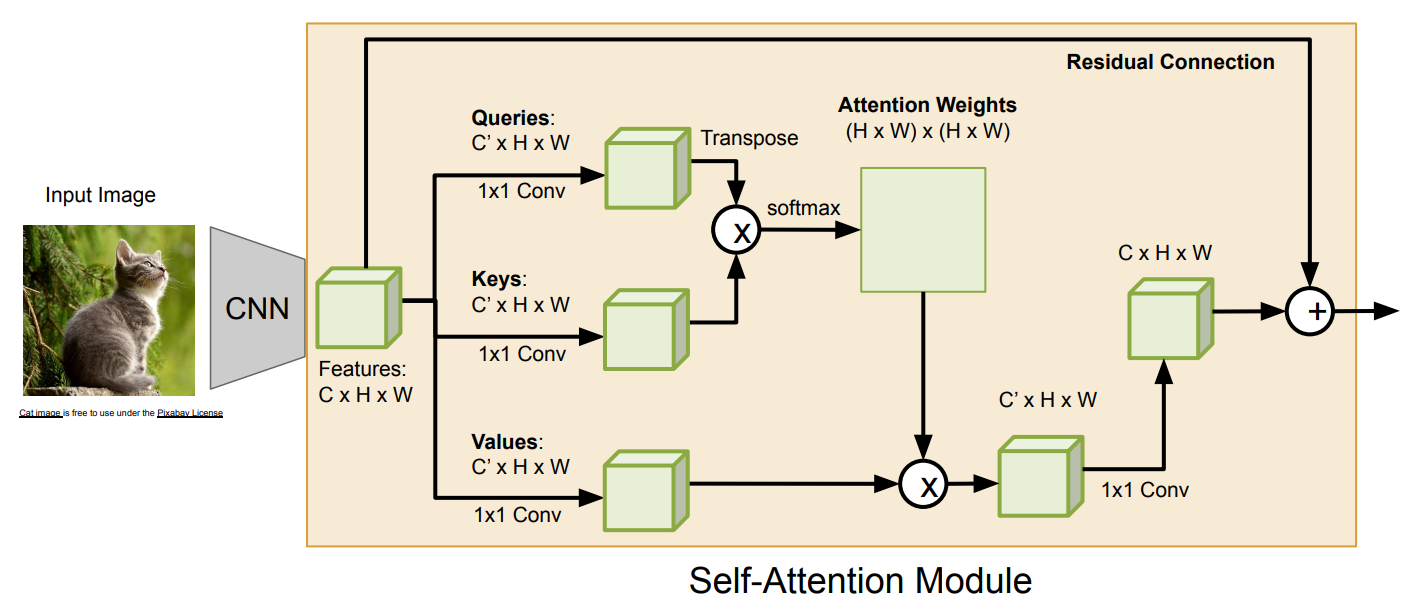 Input Image
Cat image is free to use under the Pixabay License
CNN
Features:
C x H x W
Queries:
C’ x H x W
1x1 Conv
Keys:
C’ x H x W
1x1 Conv
Values:
C’ x H x W
1x1 Conv
Transpose
X
softmax
Attention Weights
(H x W) x (H x W)
X
C’ x H x W
1x1 Conv
C x H x W
Residual Connection
+
Self-Attention Module